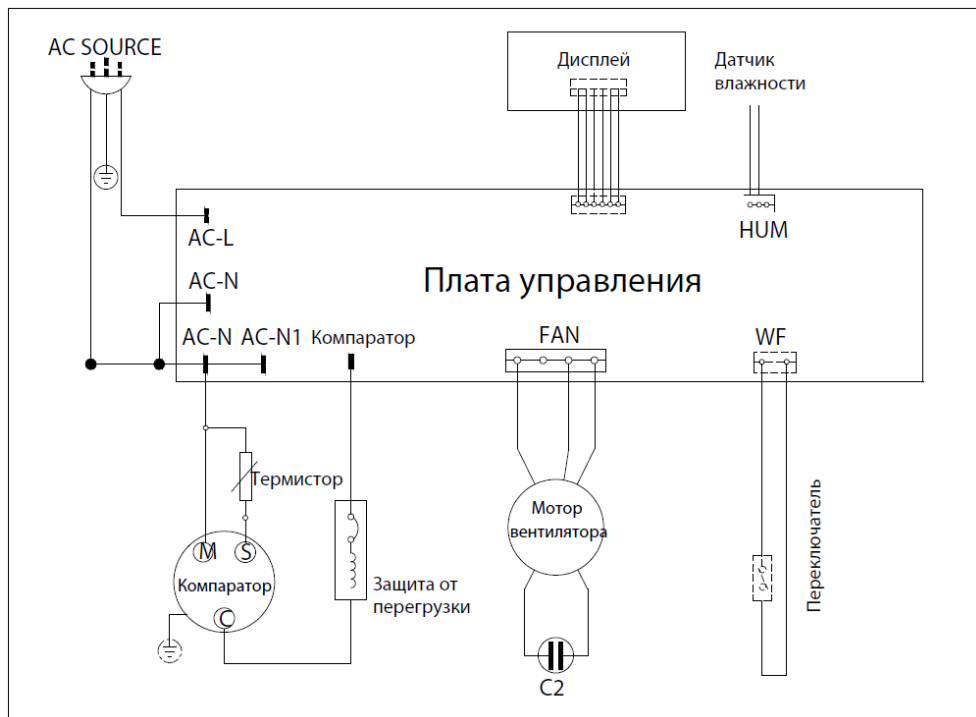 AC SOURCE
Дисплей
Датчик
влажности
AC-L
HUM
AC-N
Плата управления
AC-N
AC-N1
Компаратор
FAN
WF
Термистор
M
S
Компаратор
C
Защита от
перегрузки
Мотор
вентилятора
C2
Переключатель